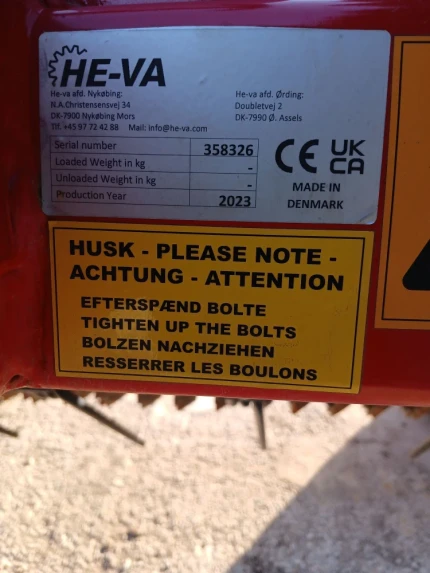 HE-VA
He-va afd. Nykøbing:
N.A.Christensensvej 34
DK-7900 Nykøbing Mors
Tlf. +45 97 72 42 88 Mail: info@he-va.com
He-va afd. Ørding:
Doubletvej 2
DK-7990 Ø. Assels
Serial number 358326
Loaded Weight in kg -
Unloaded Weight in kg -
Production Year 2023
CE UK
CA
MADE IN
DENMARK
HUSK - PLEASE NOTE -
ACHTUNG - ATTENTION
EFTERSPÆND BOLTE
TIGHTEN UP THE BOLTS
BOLZEN NACHZIEHEN
RESSERRER LES BOULONS